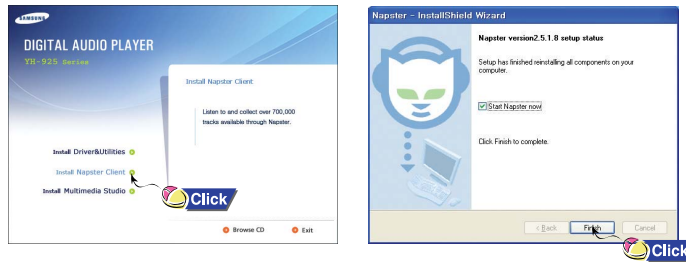 SAMSUNG
DIGITAL AUDIO PLAYER
YH-925 Series
Install Napster Client
Listen to and collect over 700,000
tracks available through Napster.
Install Driver&Utilities
Install Napster Client
Install Multimedia Studio
Click
Browse CD
Exit
Napster - InstallShield Wizard
Napster version2.5.1.8 setup status
Setup has finished reinstalling all components on your
computer.
Start Napster now
Click Finish to complete.
< Back
Finish
Cancel
Click